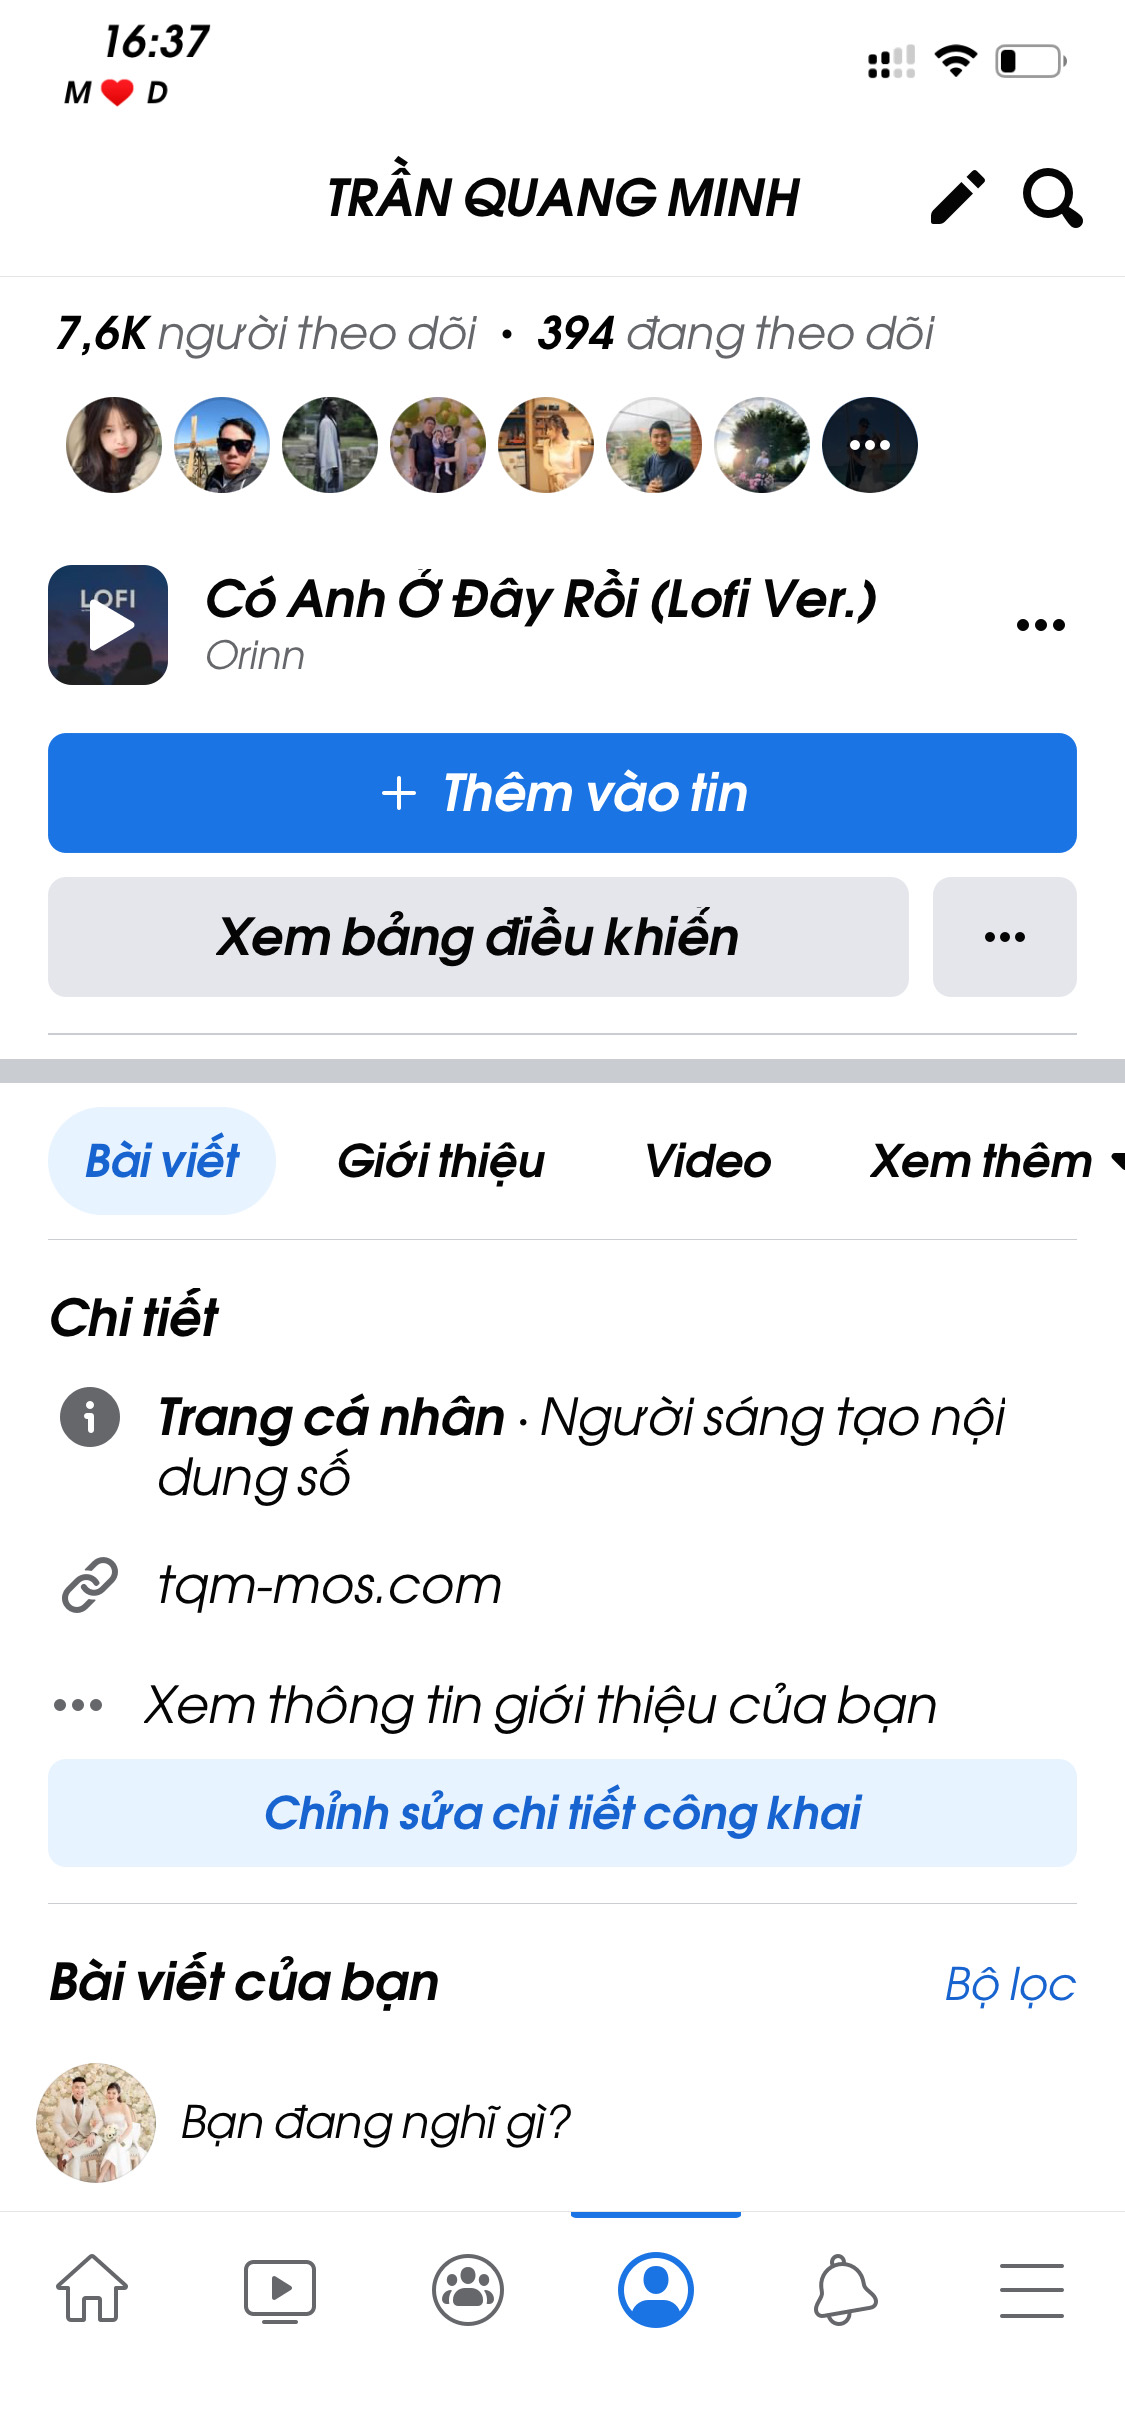 16:37
M ❤️ D
TRẦN QUANG MINH
7,6K người theo dõi · 394 đang theo dõi
LOFI
Có Anh Ở Đây Rồi (Lofi Ver.)
Orinn
+ Thêm vào tin
Xem bảng điều khiển
Bài viết Giới thiệu Video Xem thêm
Chi tiết
Trang cá nhân · Người sáng tạo nội
dung số
tqm-mos.com
Xem thông tin giới thiệu của bạn
Chỉnh sửa chi tiết công khai
Bài viết của bạn Bộ lọc
Bạn đang nghĩ gì?